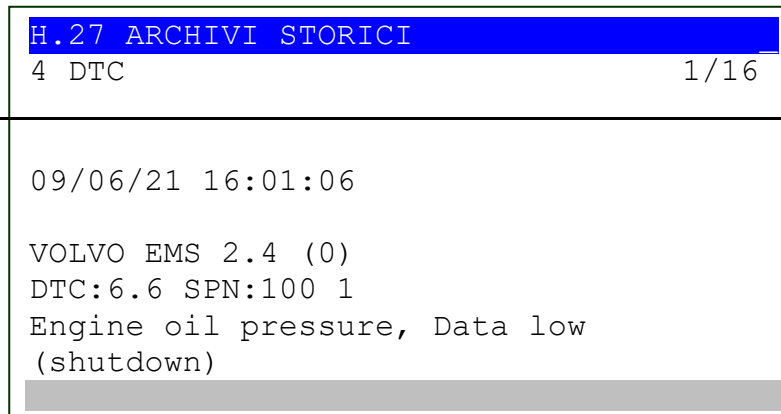 H.27 ARCHIVI STORICI _
4 DTC 1/16
09/06/21 16:01:06
VOLVO EMS 2.4 (0)
DTC:6.6 SPN:100 1
Engine oil pressure, Data low
(shutdown)